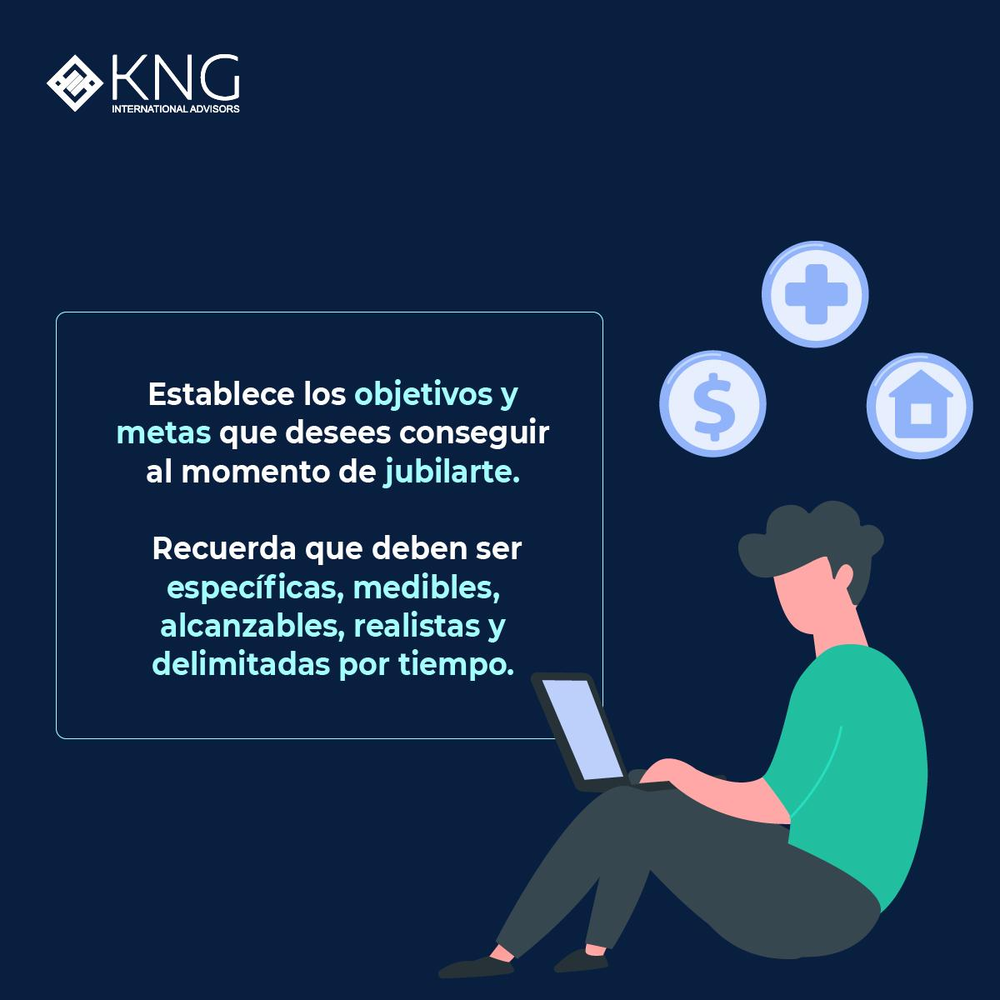 KNG
INTERNATIONAL ADVISORS
Establece los objetivos y
metas que desees conseguir
al momento de jubilarte.
Recuerda que deben ser
específicas, medibles,
alcanzables, realistas y
delimitadas por tiempo.
$